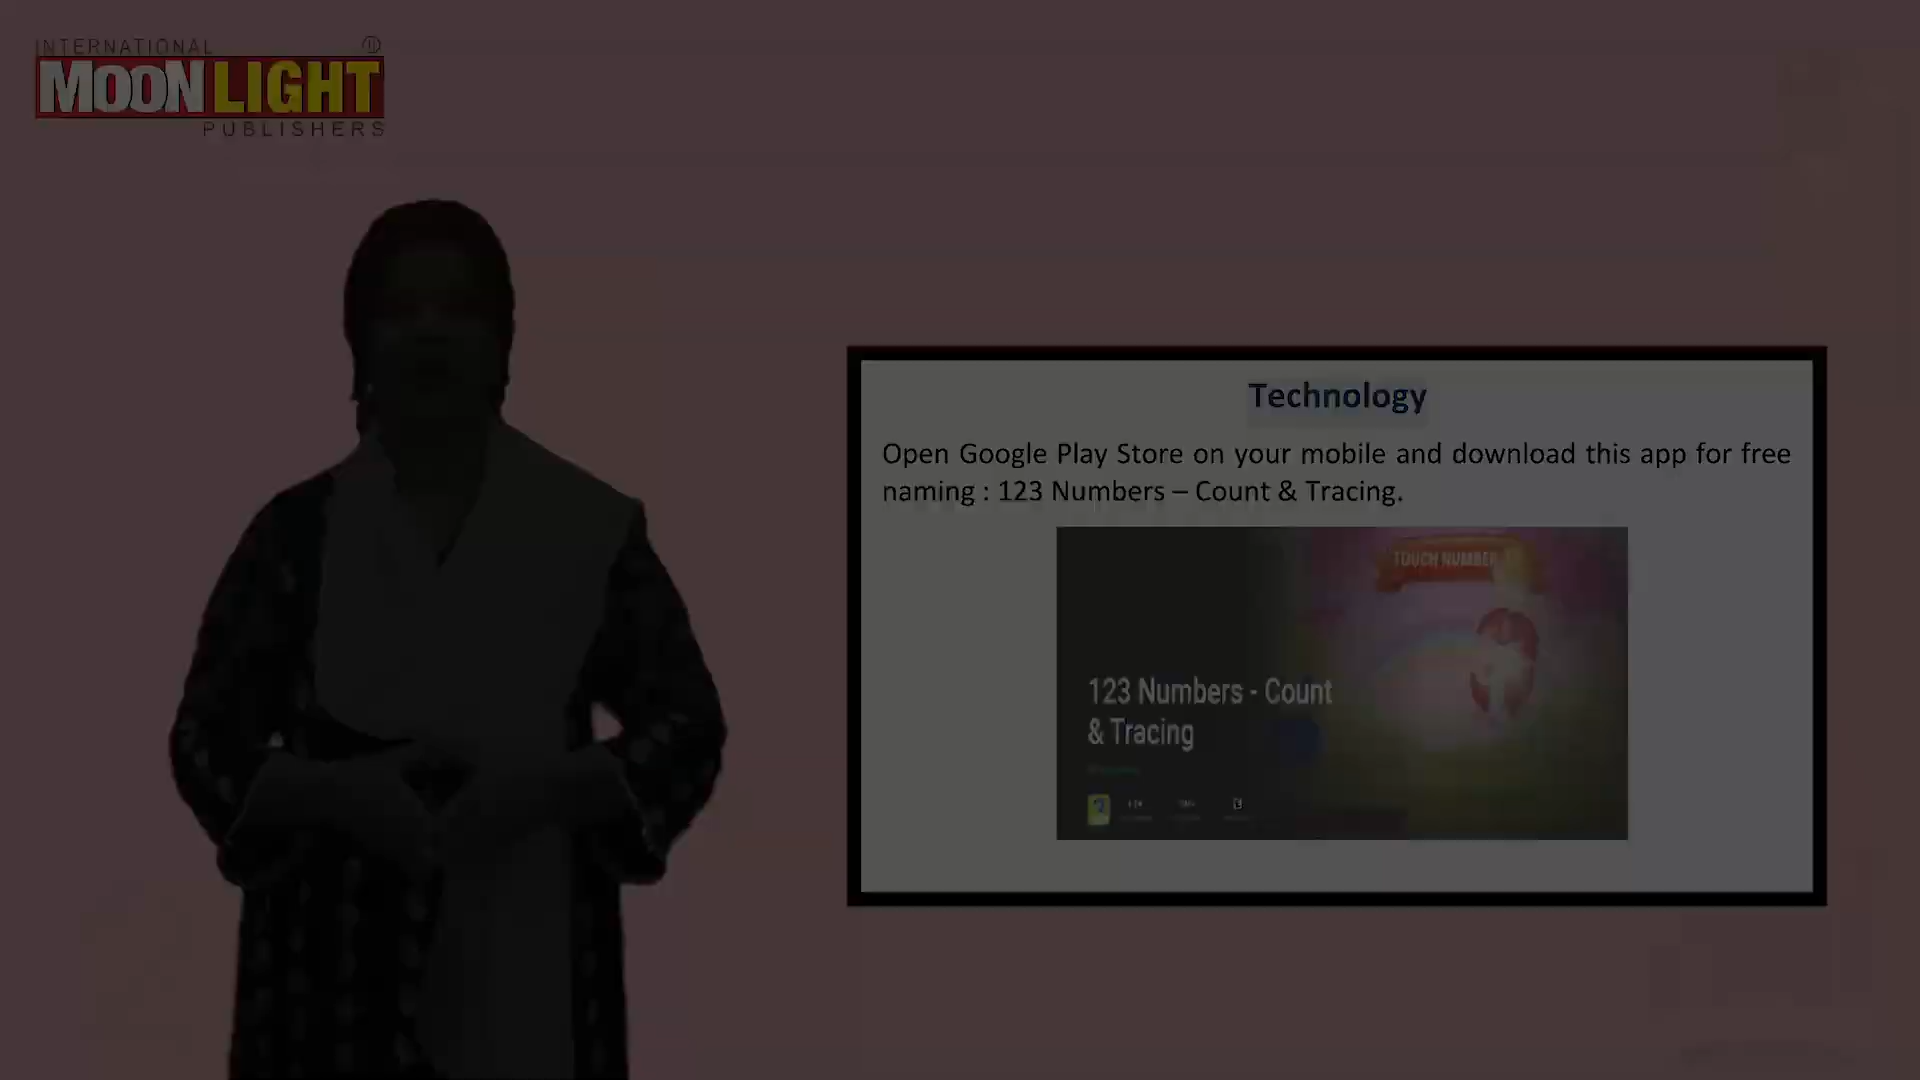 INTERNATIONAL
MOONLIGHT
PUBLISHERS
Technology
Open Google Play Store on your mobile and download this app for free
naming : 123 Numbers – Count & Tracing.
TOUCH NUMBER
123 Numbers - Count
& Tracing